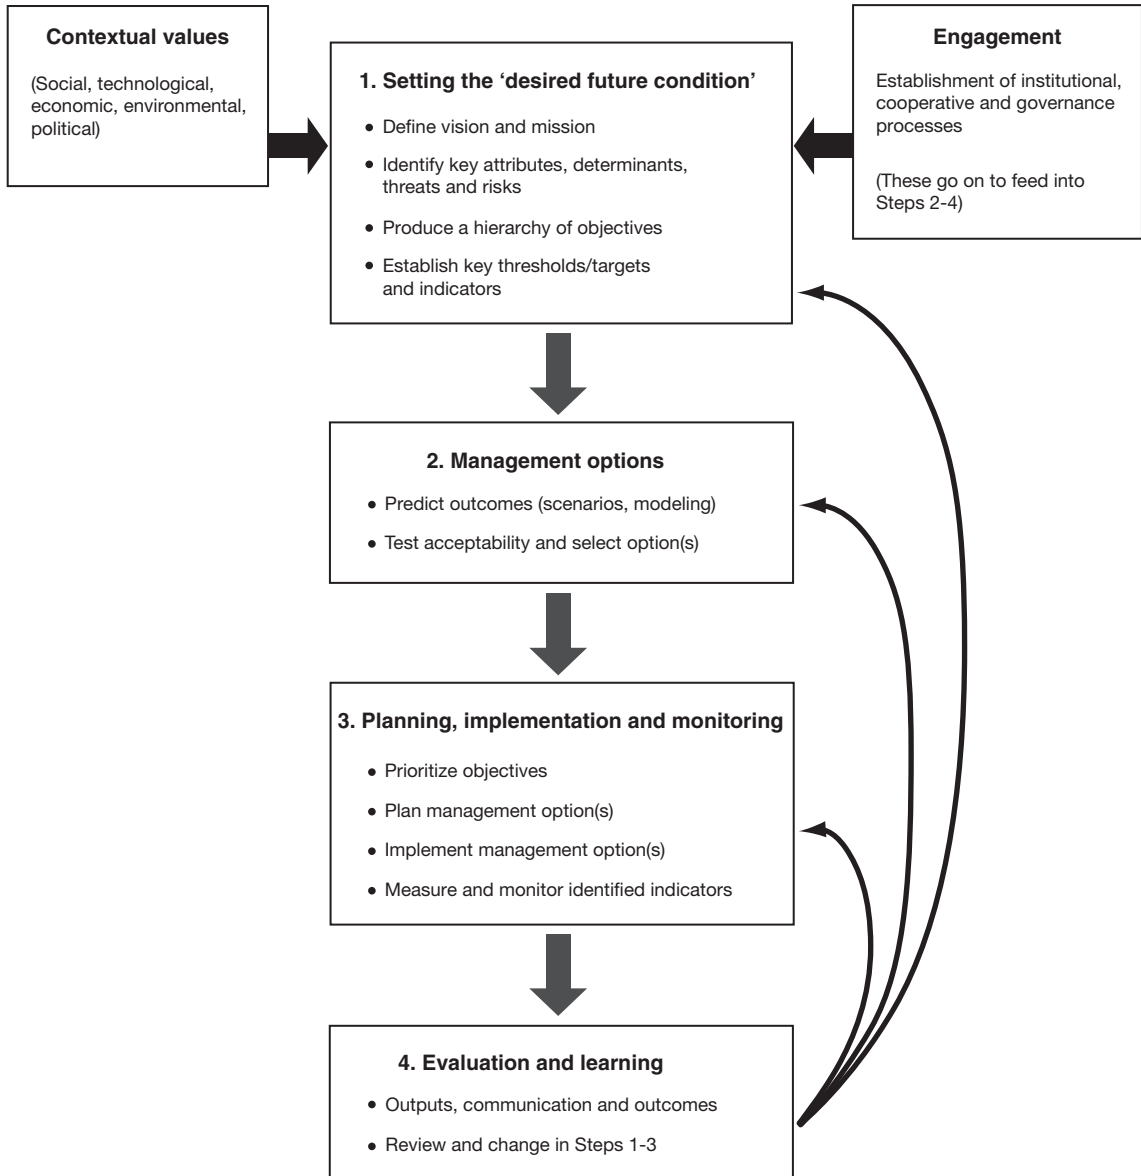 Contextual values
(Social, technological,
economic, environmental,
political)
1. Setting the ‘desired future condition’
• Define vision and mission
• Identify key attributes, determinants,
threats and risks
• Produce a hierarchy of objectives
• Establish key thresholds/targets
and indicators
Engagement
Establishment of institutional,
cooperative and governance
processes
(These go on to feed into
Steps 2-4)
2. Management options
• Predict outcomes (scenarios, modeling)
• Test acceptability and select option(s)
3. Planning, implementation and monitoring
• Prioritize objectives
• Plan management option(s)
• Implement management option(s)
• Measure and monitor identified indicators
4. Evaluation and learning
• Outputs, communication and outcomes
• Review and change in Steps 1-3